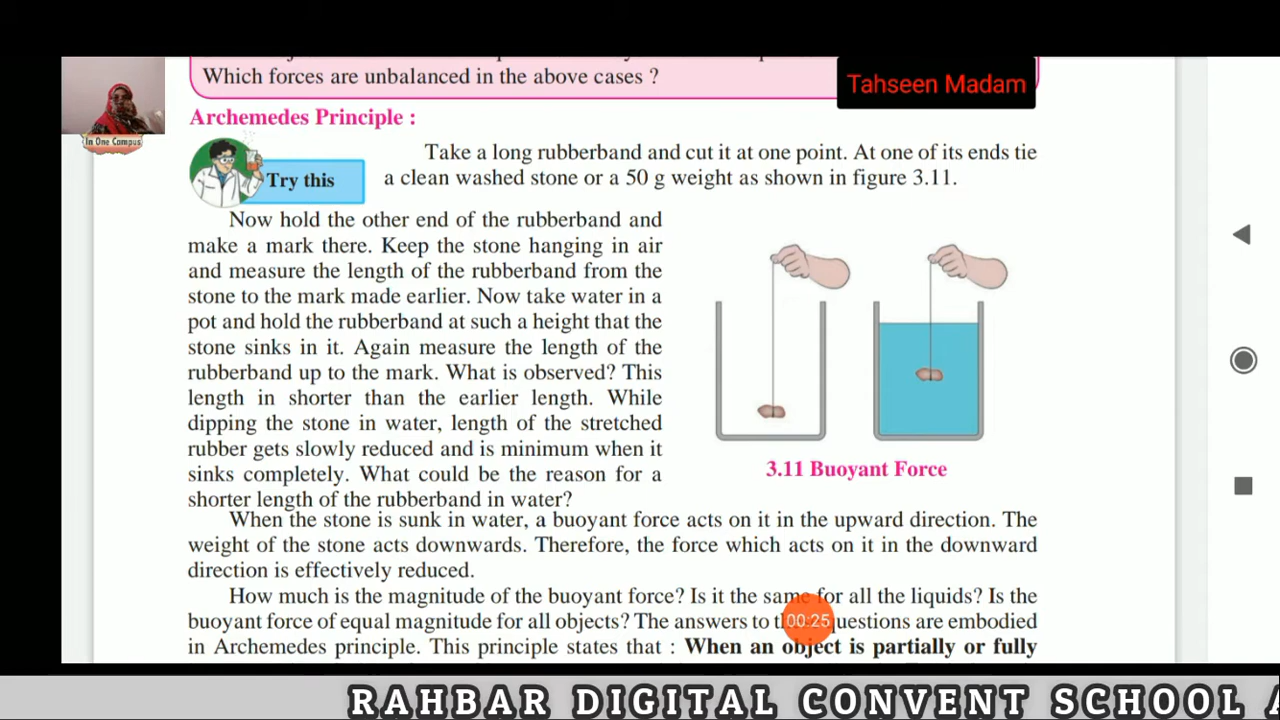 Which forces are unbalanced in the above cases ?
Tahseen Madam
In One Campus
Archemedes Principle :
Try this
Take a long rubberband and cut it at one point. At one of its ends tie
a clean washed stone or a 50 g weight as shown in figure 3.11.
Now hold the other end of the rubberband and
make a mark there. Keep the stone hanging in air
and measure the length of the rubberband from the
stone to the mark made earlier. Now take water in a
pot and hold the rubberband at such a height that the
stone sinks in it. Again measure the length of the
rubberband up to the mark. What is observed? This
length in shorter than the earlier length. While
dipping the stone in water, length of the stretched
rubber gets slowly reduced and is minimum when it
sinks completely. What could be the reason for a
shorter length of the rubberband in water?
3.11 Buoyant Force
When the stone is sunk in water, a buoyant force acts on it in the upward direction. The
weight of the stone acts downwards. Therefore, the force which acts on it in the downward
direction is effectively reduced.
How much is the magnitude of the buoyant force? Is it the same for all the liquids? Is the
buoyant force of equal magnitude for all objects? The answers to questions are embodied
00:25
in Archemedes principle. This principle states that : When an object is partially or fully
RAHBAR DIGITAL CONVENT SCHOOL